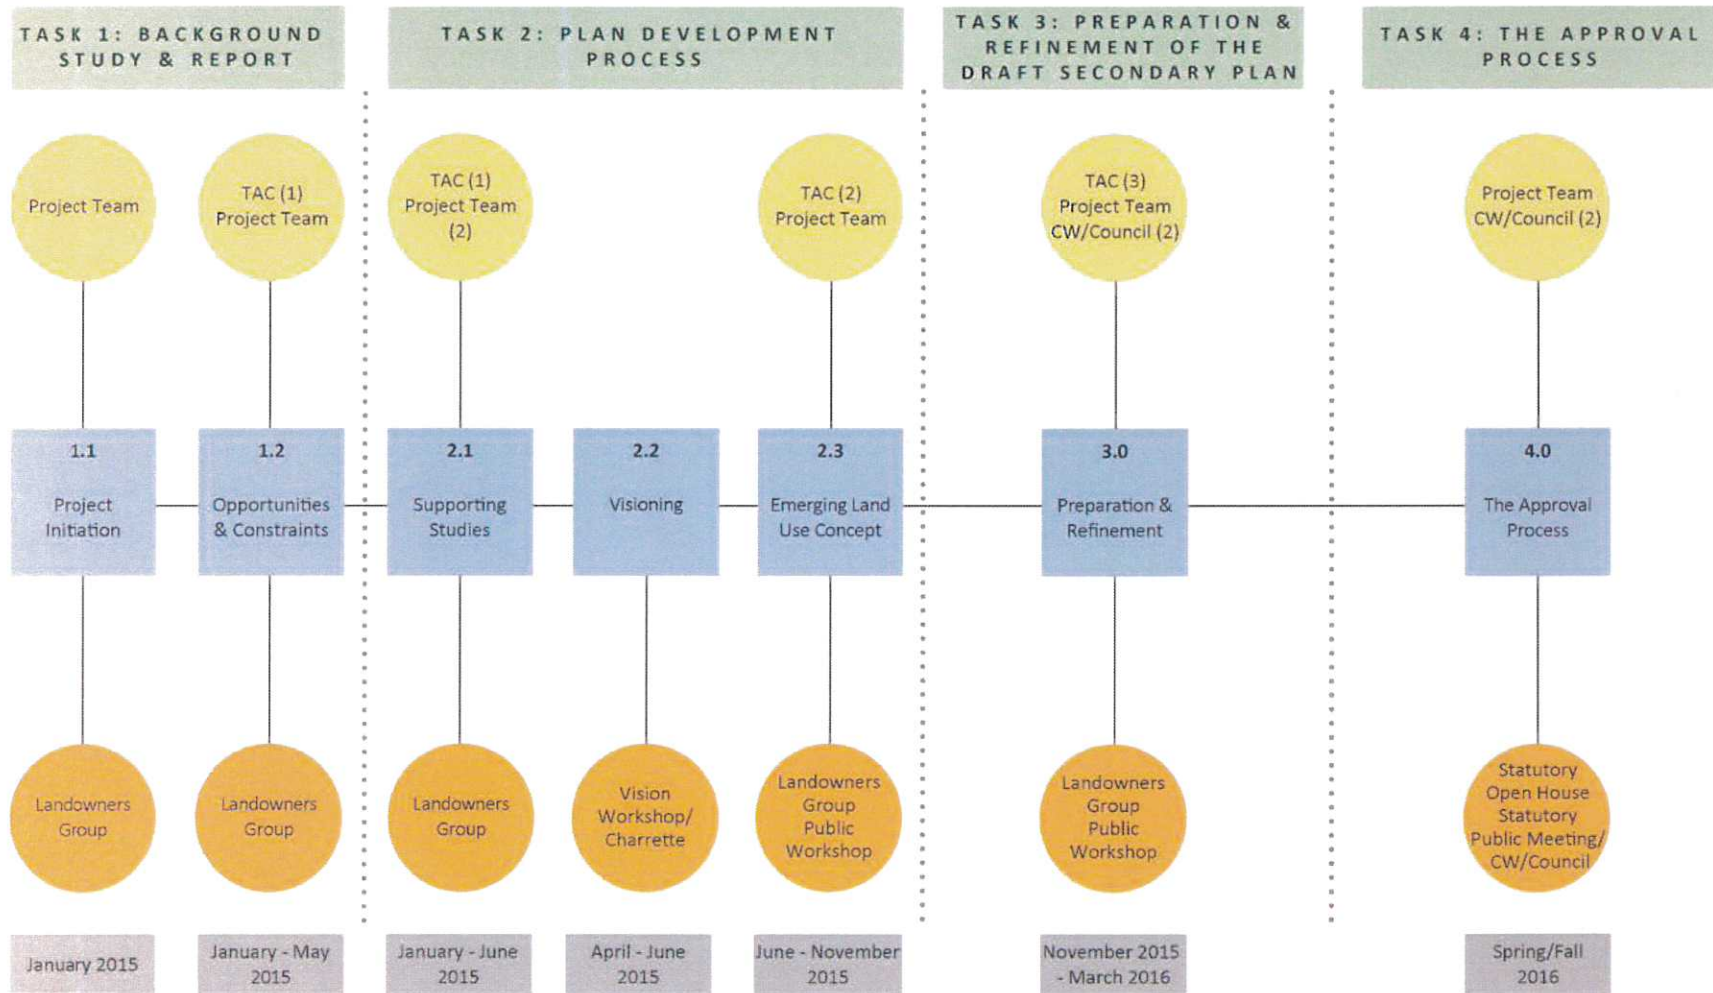 TASK 1: BACKGROUND
STUDY & REPORT
TASK 2: PLAN DEVELOPMENT
PROCESS
TASK 3: PREPARATION &
REFINEMENT OF THE
DRAFT SECONDARY PLAN
TASK 4: THE APPROVAL
PROCESS
Project Team
TAC (1)
Project Team
TAC (1)
Project Team
(2)
TAC (2)
Project Team
TAC (3)
Project Team
CW/Council (2)
Project Team
CW/Council (2)
1.1
Project
Initiation
1.2
Opportunities
& Constraints
2.1
Supporting
Studies
2.2
Visioning
2.3
Emerging Land
Use Concept
3.0
Preparation &
Refinement
4.0
The Approval
Process
Landowners
Group
Landowners
Group
Landowners
Group
Vision
Workshop/
Charrette
Landowners
Group
Public
Workshop
Landowners
Group
Public
Workshop
Statutory
Open House
Statutory
Public Meeting/
CW/Council
January 2015
January - May
2015
January - June
2015
April - June
2015
June - November
2015
November 2015
- March 2016
Spring/Fall
2016